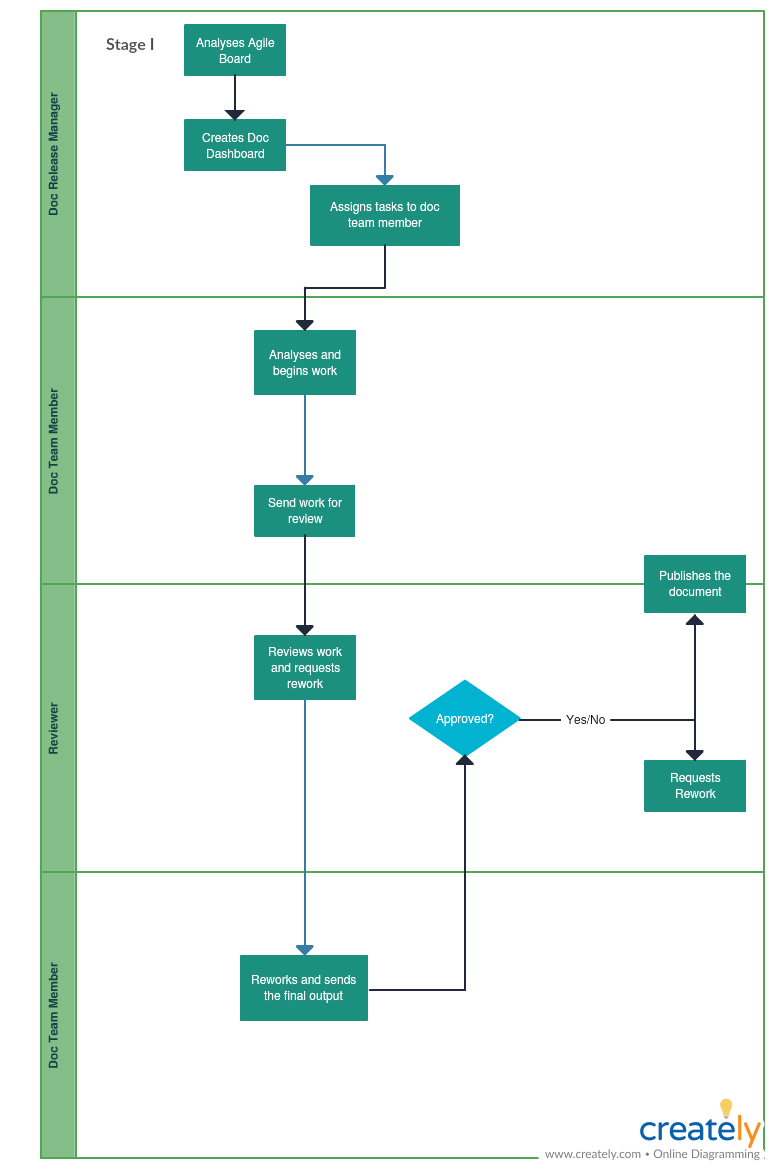 Stage I
Analyses Agile
Board
Doc Release Manager
Creates Doc
Dashboard
Assigns tasks to doc
team member
Doc Team Member
Analyses and
begins work
Send work for
review
Publishes the
document
Reviewer
Reviews work
and requests
rework
Approved?
Yes/No
Requests
Rework
Doc Team Member
Reworks and sends
the final output
creately
www.creately.com • Online Diagramming